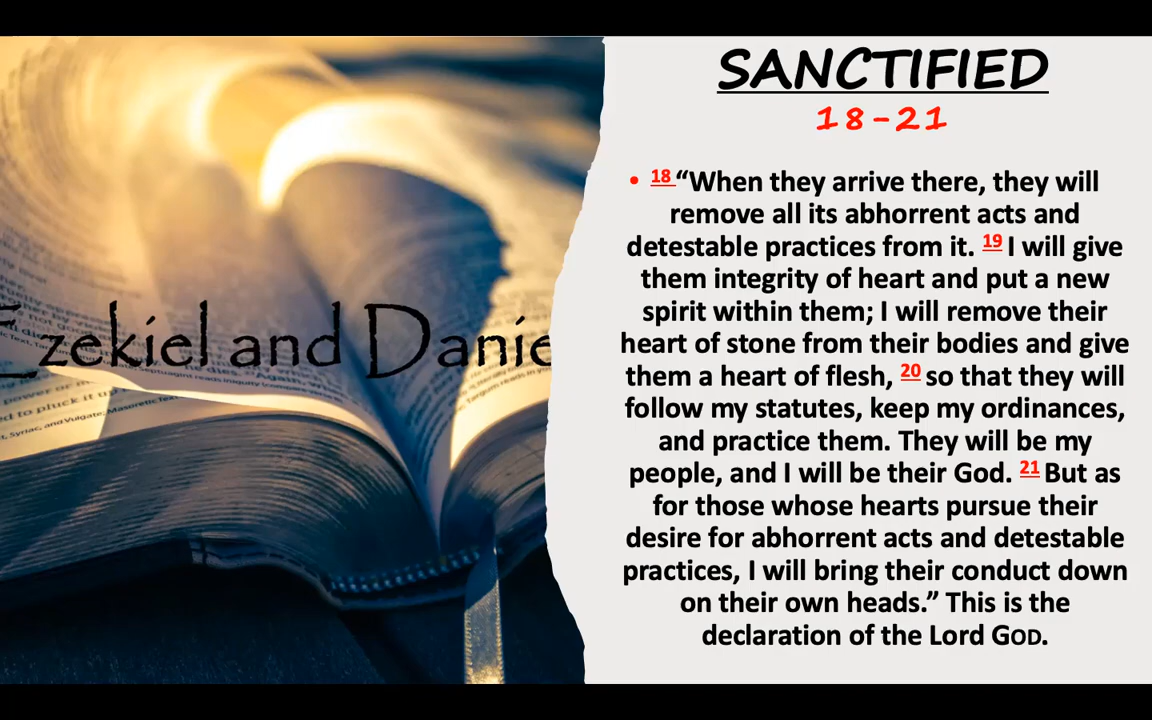 Ezekiel and Danie
SANCTIFIED
18-21
• 18 “When they arrive there, they will
remove all its abhorrent acts and
detestable practices from it. 19 I will give
them integrity of heart and put a new
spirit within them; I will remove their
heart of stone from their bodies and give
them a heart of flesh, 20 so that they will
follow my statutes, keep my ordinances,
and practice them. They will be my
people, and I will be their God. 21 But as
for those whose hearts pursue their
desire for abhorrent acts and detestable
practices, I will bring their conduct down
on their own heads.” This is the
declaration of the Lord GOD.